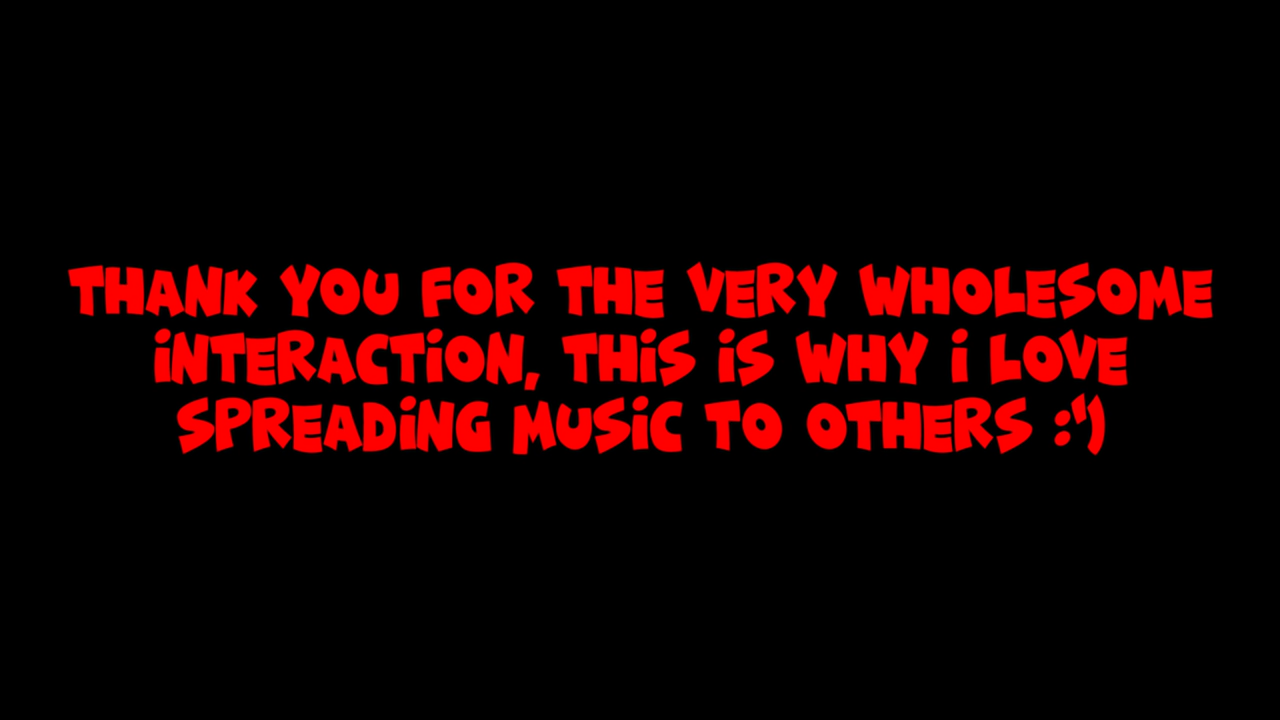 THANK YOU FOR THE VERY WHOLESOME
iNTERACTiON, THiS iS WHY i LOVE
SPREADiNG MUSiC TO OTHERS :')